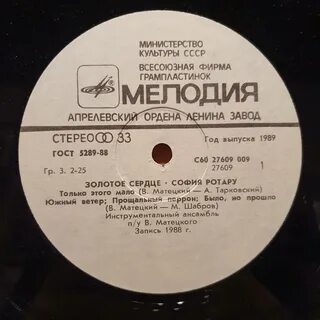 МИНИСТЕРСТВО
КУЛЬТУРЫ СССР
ВСЕСОЮЗНАЯ ФИРМА
ГРАМПЛАСТИНОК
МЕЛОДИЯ
АПРЕЛЕВСКИЙ ОРДЕНА ЛЕНИНА ЗАВОД
СТЕРЕО 33 Год выпуска 1989
ГОСТ 5289-88 С60 27609 009
Гр. 3. 2-25 27609 1
ЗОЛОТОЕ СЕРДЦЕ - СОФИЯ РОТАРУ
Только этого мало (В. Матецкий — А. Тарковский)
Южный ветер; Прощальный перрон; Было, но прошло
(В. Матецкий — М. Шабров)
Инструментальный ансамбль
п/у В. Матецкого
Запись 1988 г.